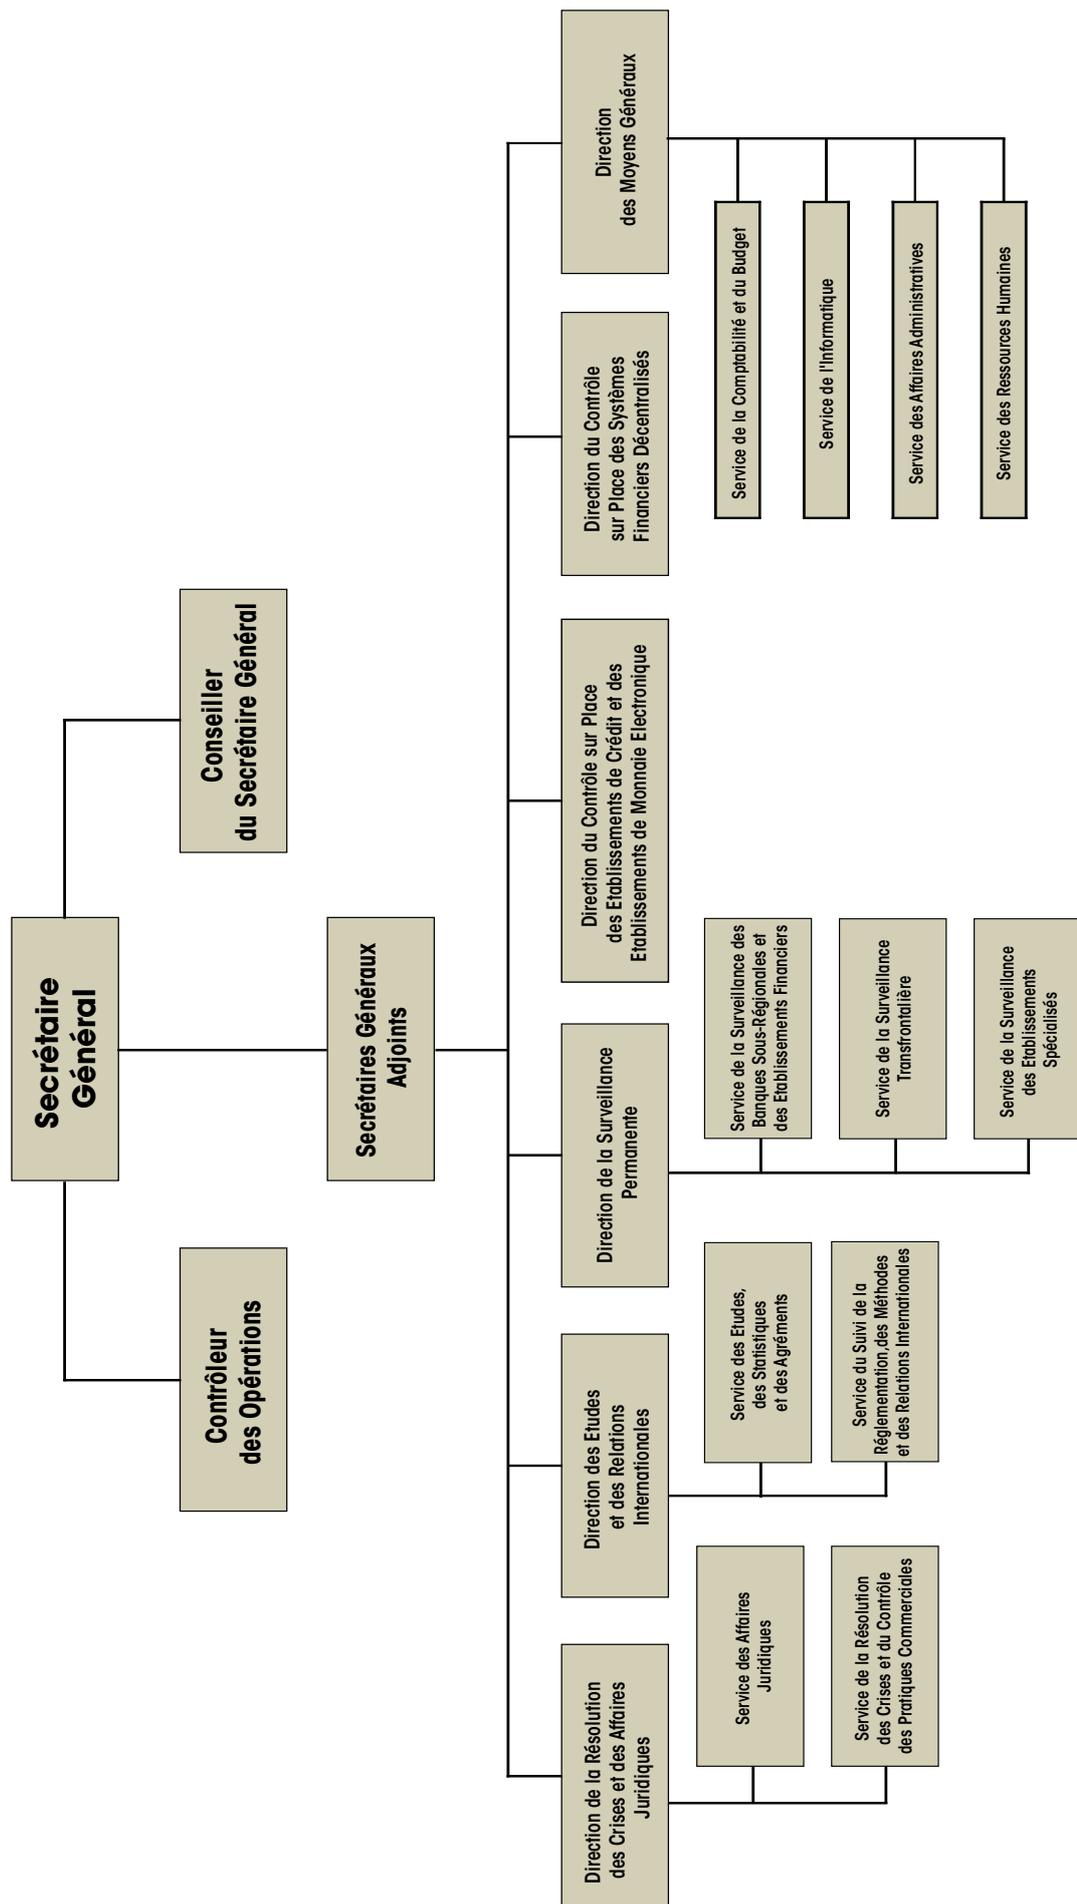 Secrétaire
Général
Contrôleur
des Opérations
Conseiller
du Secrétaire Général
Secrétaires Généraux
Adjoints
Direction de la Résolution
des Crises et des Affaires
Juridiques
Direction des Etudes
et des Relations
Internationales
Direction de la Surveillance
Permanente
Direction du Contrôle sur Place
des Etablissements de Crédit et des
Etablissements de Monnaie Electronique
Direction du Contrôle
sur Place des Systèmes
Financiers Décentralisés
Direction
des Moyens Généraux
Service des Affaires
Juridiques
Service de la Résolution
des Crises et du Contrôle
des Pratiques Commerciales
Service des Etudes,
des Statistiques
et des Agréments
Service du Suivi de la
Réglementation,des Méthodes
et des Relations Internationales
Service de la Surveillance des
Banques Sous-Régionales et
des Etablissements Financiers
Service de la Surveillance
Transfrontalière
Service de la Surveillance
des Etablissements
Spécialisés
Service de la Comptabilité et du Budget
Service de l'Informatique
Service des Affaires Administratives
Service des Ressources Humaines